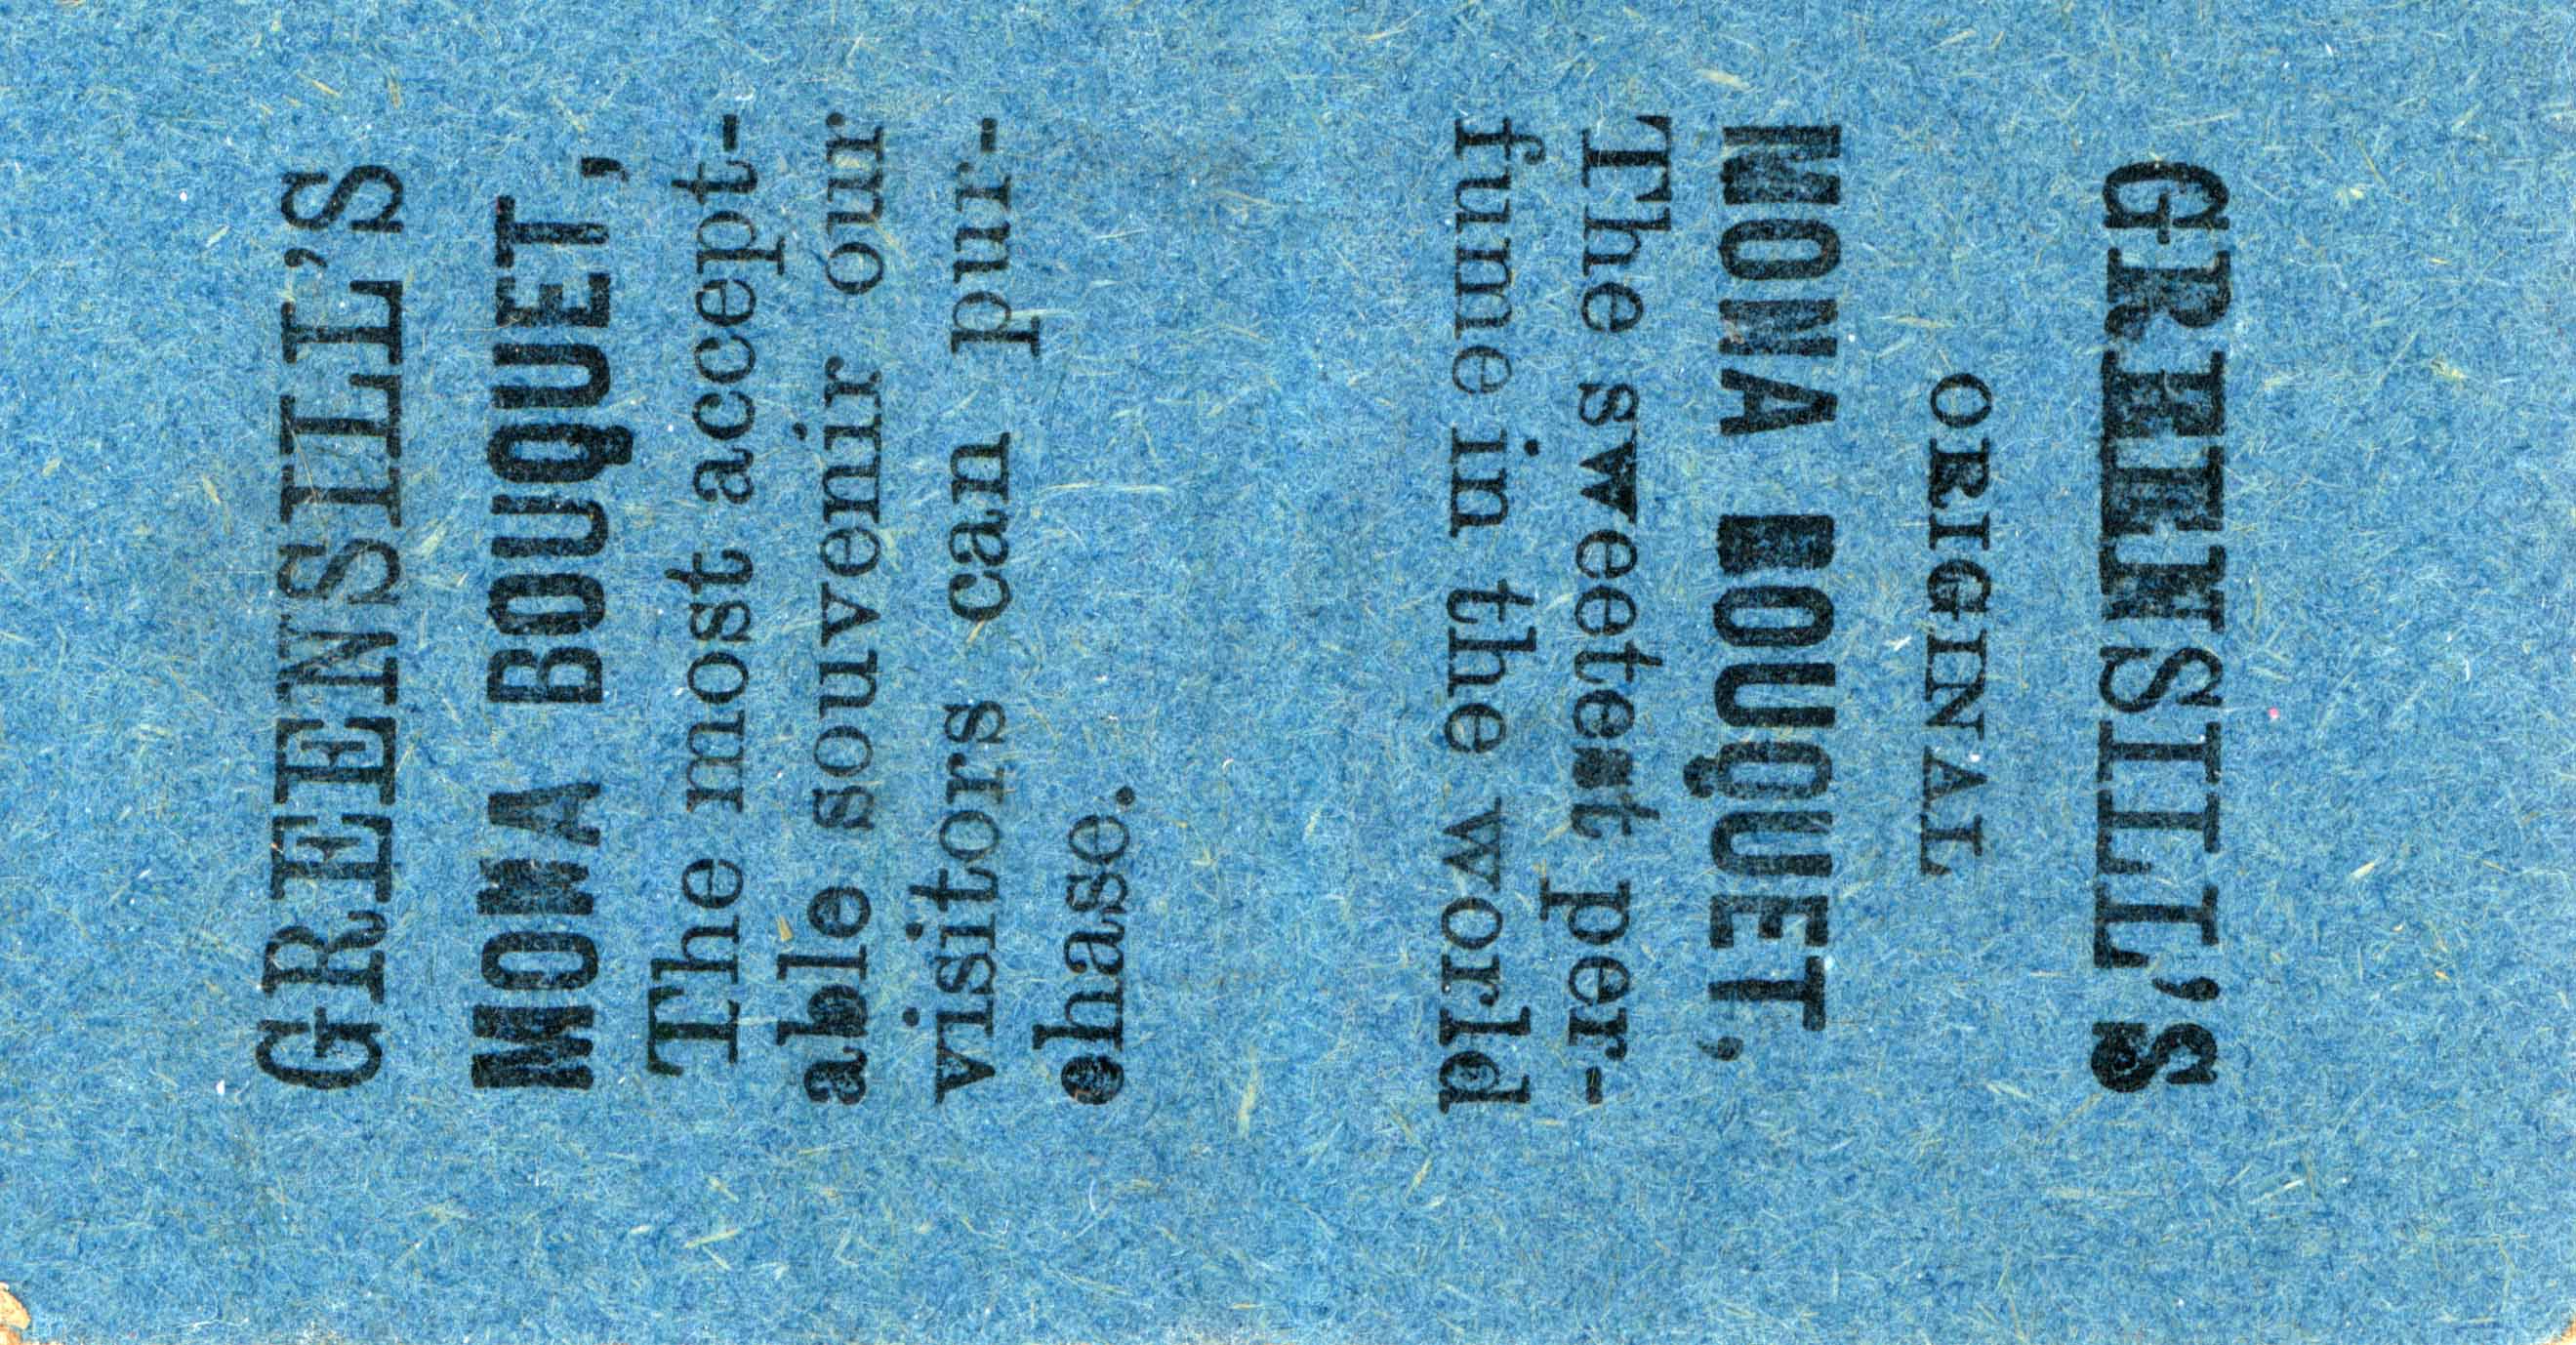 GREENSILL'S
MONA BOUQUET,
The most accept-
able souvenir our
visitors can pur-
chase.
GREENSILL'S
ORIGINAL
MONA BOUQUET,
The sweetest per-
fume in the world